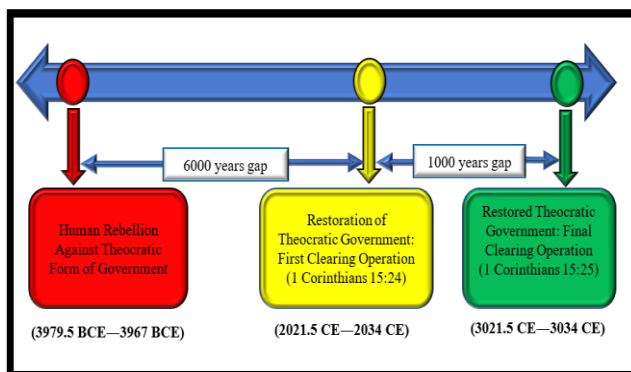 6000 years gap
1000 years gap
Human Rebellion
Against Theocratic
Form of Government
Restoration of
Theocratic Government:
First Clearing Operation
(1 Corinthians 15:24)
Restored Theocratic
Government: Final
Clearing Operation
(1 Corinthians 15:25)
(3979.5 BCE—3967 BCE)
(2021.5 CE—2034 CE)
(3021.5 CE—3034 CE)